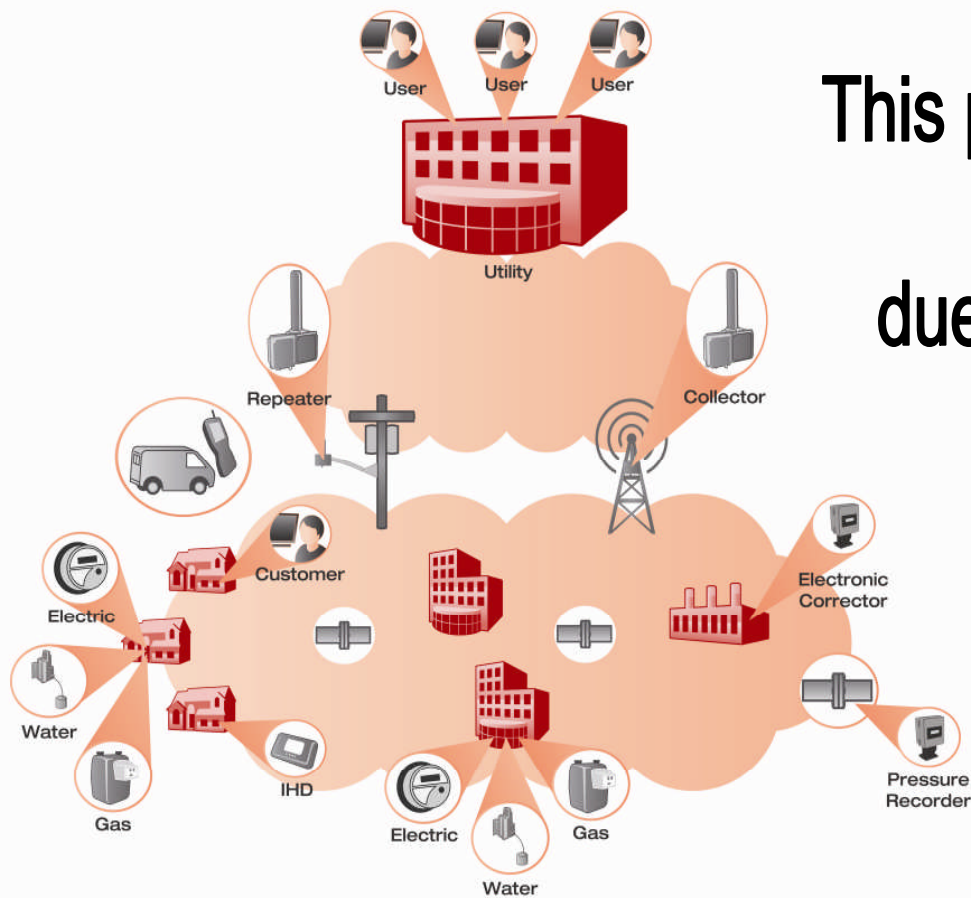 User
User
User
This
Utility
due
Repeater
Collector
Customer
Electronic
Corrector
Electric
Water
IHD
Gas
Pressure
Recorder
Electric
Gas
Water